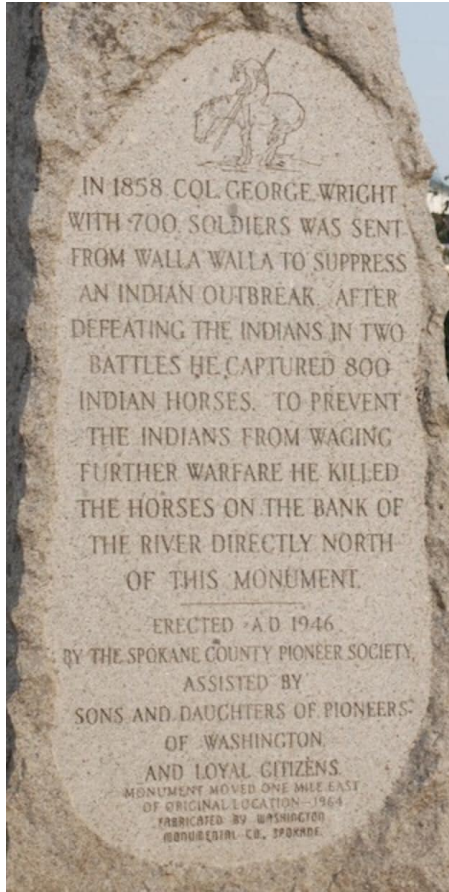 IN 1858 COL. GEORGE WRIGHT
WITH 700 SOLDIERS WAS SENT
FROM WALLA WALLA TO SUPPRESS
AN INDIAN OUTBREAK. AFTER
DEFEATING THE INDIANS IN TWO
BATTLES HE CAPTURED 800
INDIAN HORSES. TO PREVENT
THE INDIANS FROM WAGING
FURTHER WARFARE HE KILLED
THE HORSES ON THE BANK OF
THE RIVER DIRECTLY NORTH
OF THIS MONUMENT.
ERECTED A.D. 1946
BY THE SPOKANE COUNTY PIONEER SOCIETY,
ASSISTED BY
SONS AND DAUGHTERS OF PIONEERS
OF WASHINGTON,
AND LOYAL CITIZENS.
MONUMENT MOVED ONE MILE EAST
OF ORIGINAL LOCATION-1964
FABRICATED BY WASHINGTON
MONUMENTAL CO., SPOKANE.